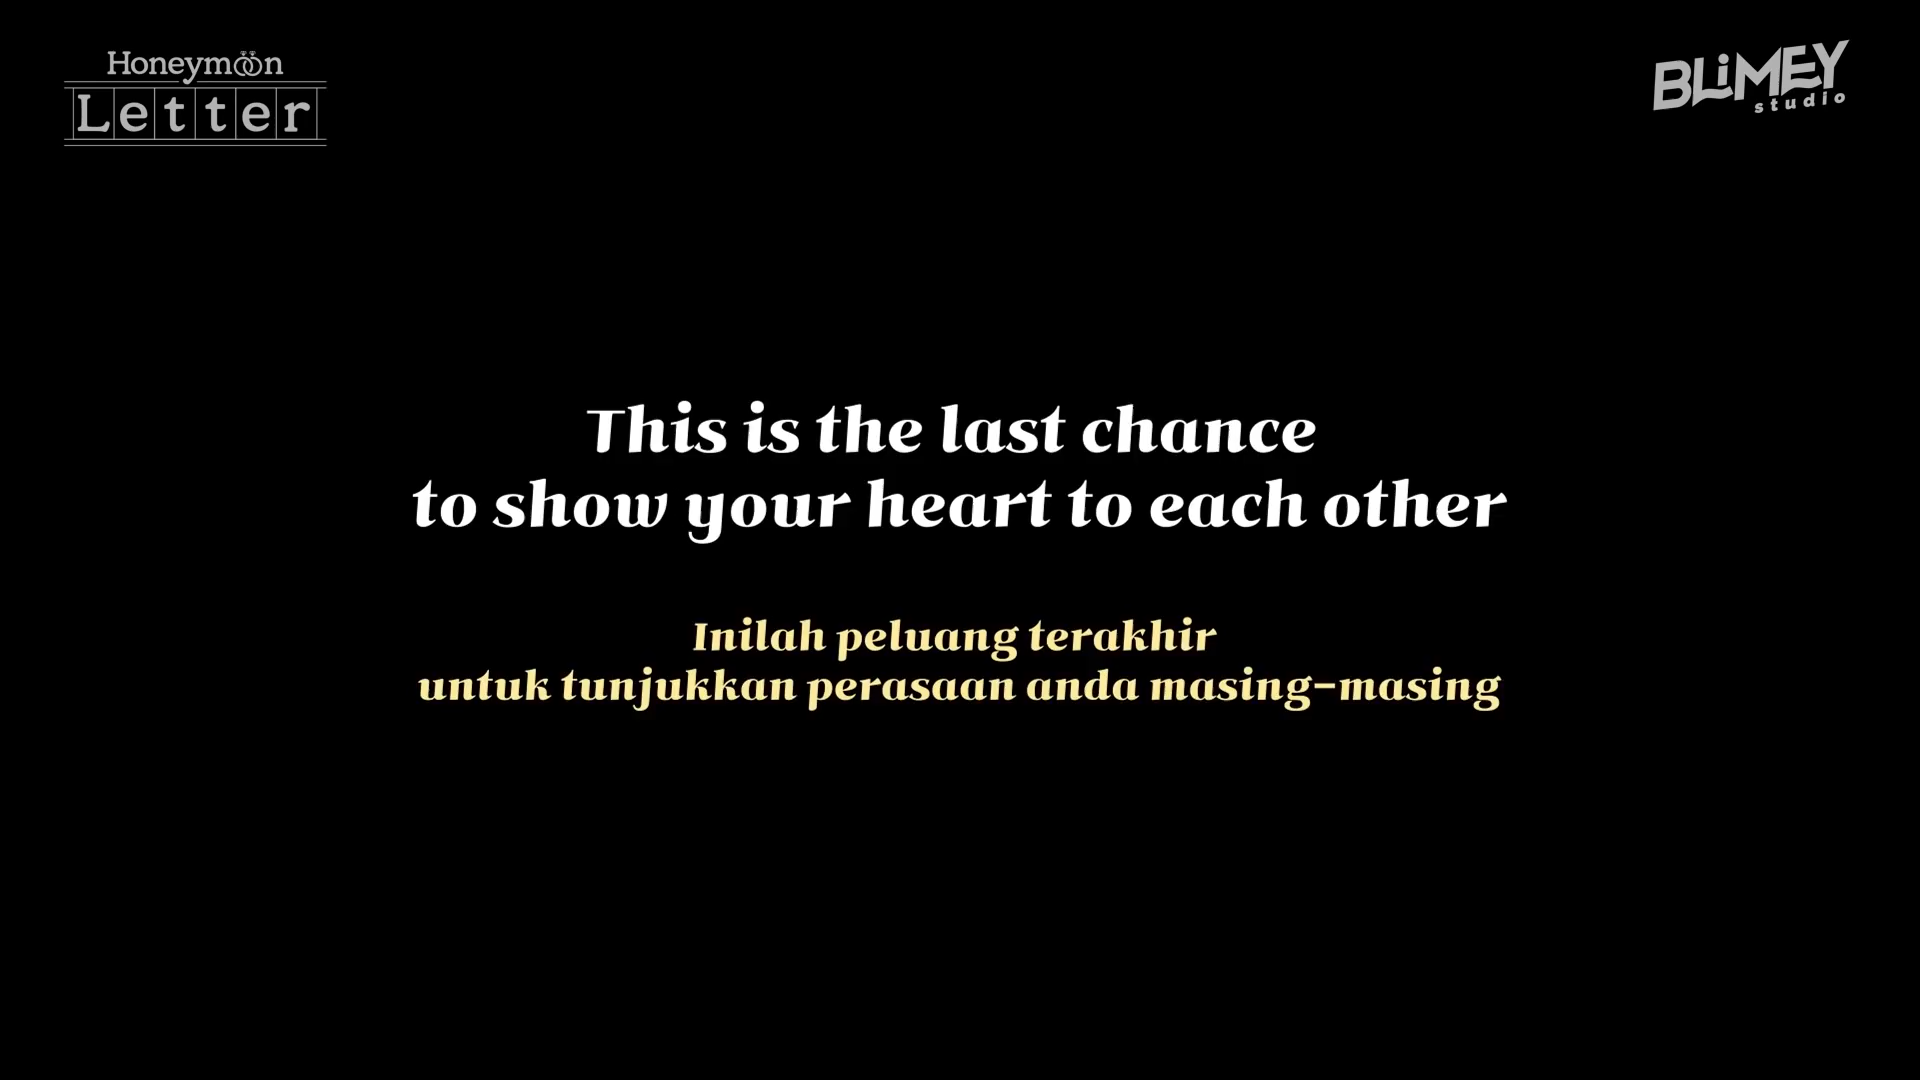 Honeymoon
Letter
BLiMEY
studio
This is the last chance
to show your heart to each other
Inilah peluang terakhir
untuk tunjukkan perasaan anda masing-masing